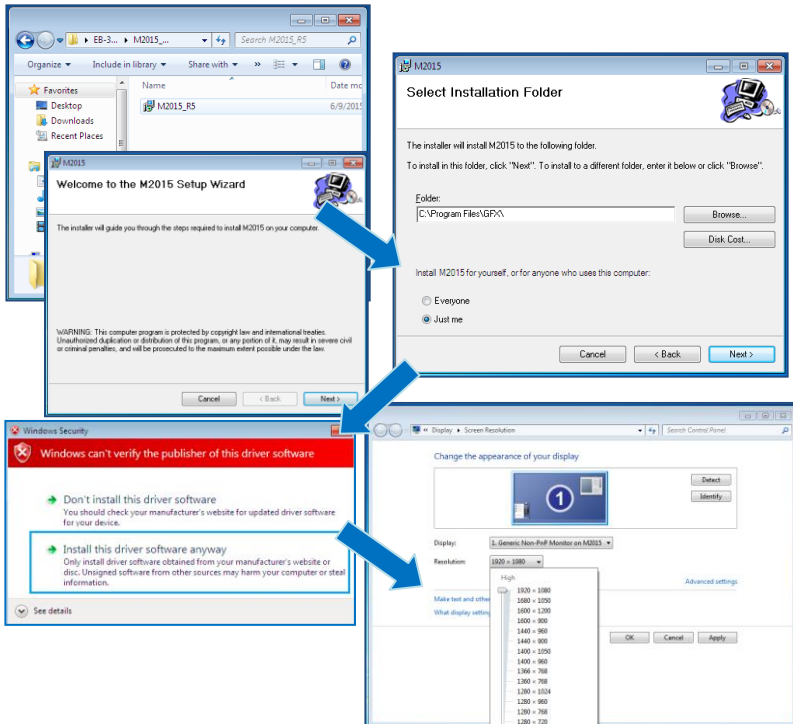 EB-3... M2015_... Search M2015_R5
Organize Include in library Share with »
Favorites
Desktop
Downloads
Recent Places
Name Date mo
M2015_R5 6/9/2015
M2015
Welcome to the M2015 Setup Wizard
The installer will guide you through the steps required to install M2015 on your computer.
WARNING: This computer program is protected by copyright law and international treaties.
Unauthorized duplication or distribution of this program, or any portion of it, may result in severe civil
or criminal penalties, and will be prosecuted to the maximum extent possible under the law.
Cancel < Back Next >
M2015
Select Installation Folder
The installer will install M2015 to the following folder.
To install in this folder, click "Next". To install to a different folder, enter it below or click "Browse".
Folder:
C:\Program Files\GFX\
Browse...
Disk Cost...
Install M2015 for yourself, or for anyone who uses this computer:
Everyone
Just me
Cancel < Back Next >
Windows Security
Windows can't verify the publisher of this driver software
Don't install this driver software
You should check your manufacturer's website for updated driver software
for your device.
Install this driver software anyway
Only install driver software obtained from your manufacturer's website or
disc. Unsigned software from other sources may harm your computer or steal
information.
See details
« Display Screen Resolution Search Control Panel
Change the appearance of your display
1
Detect
Identify
Display: 1. Generic Non-PnP Monitor on M2015
Resolution: 1920 × 1080
High
Advanced settings
Make text and other
What display setting
1920 × 1080
1680 × 1050
1600 × 1200
1600 × 900
1440 × 960
1440 × 900
1400 × 1050
1400 × 960
1366 × 768
1360 × 768
1280 × 1024
1280 × 960
1280 × 768
1280 × 720
OK Cancel Apply